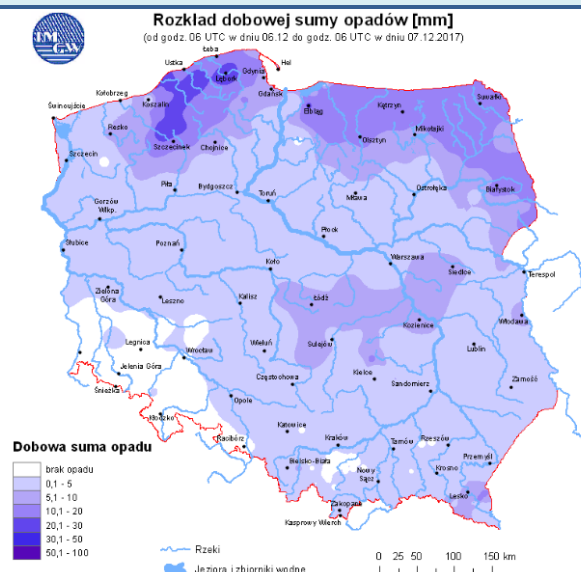 IM
GW
Rozkład dobowej sumy opadów [mm]
(od godz. 06 UTC w dniu 06.12 do godz. 06 UTC w dniu 07.12.2017)
Łeba
Ustka
Hel
Lębork
Gdynia
Gdańsk
Kołobrzeg
Koszalin
Świnoujście
Elbląg
Kętrzyn
Suwałki
Resko
Mikołajki
Olsztyn
Szczecinek
Chojnice
Szczecin
Piła
Bydgoszcz
Toruń
Mława
Ostrołęka
Białystok
Gorzów
Wlkp.
Płock
Słubice
Poznań
Koło
Warszawa
Siedlce
Terespol
Zielona
Góra
Leszno
Kalisz
Łódź
Kozienice
Włodawa
Legnica
Wrocław
Wieluń
Sulejów
Lublin
Jelenia Góra
Kielce
Śnieżka
Częstochowa
Sandomierz
Zamość
Opole
Kłodzko
Katowice
Racibórz
Kraków
Tarnów
Rzeszów
Bielsko-Biała
Nowy
Sącz
Krosno
Przemyśl
Lesko
Zakopane
Kasprowy Wierch
Dobowa suma opadu
brak opadu
0,1 - 5
5,1 - 10
10,1 - 20
20,1 - 30
30,1 - 50
50,1 - 100
Rzeki
Jeziora i zbiorniki wodne
0 25 50 100 150 km